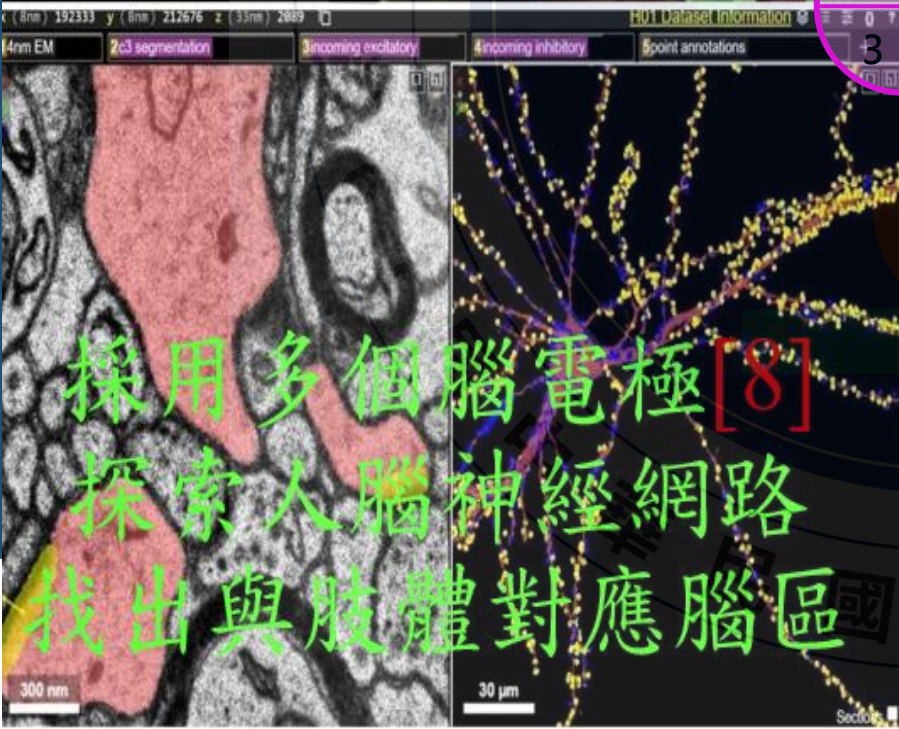 x (8nm) 192333 y (8nm) 212676 z (33nm) 2089
H01 Dataset Information
3
14nm EM 2c3 segmentation 3incoming excitatory 4incoming inhibitory 5point annotations
採用多個腦電極[8]
探索人腦神經網路
找出與肢體對應腦區
300 nm
30 µm
Sections